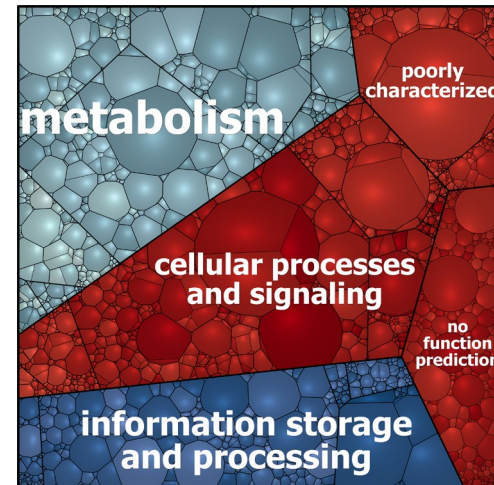 poorly
characterized
metabolism
cellular processes
and signaling
no
function
prediction
information storage
and processing